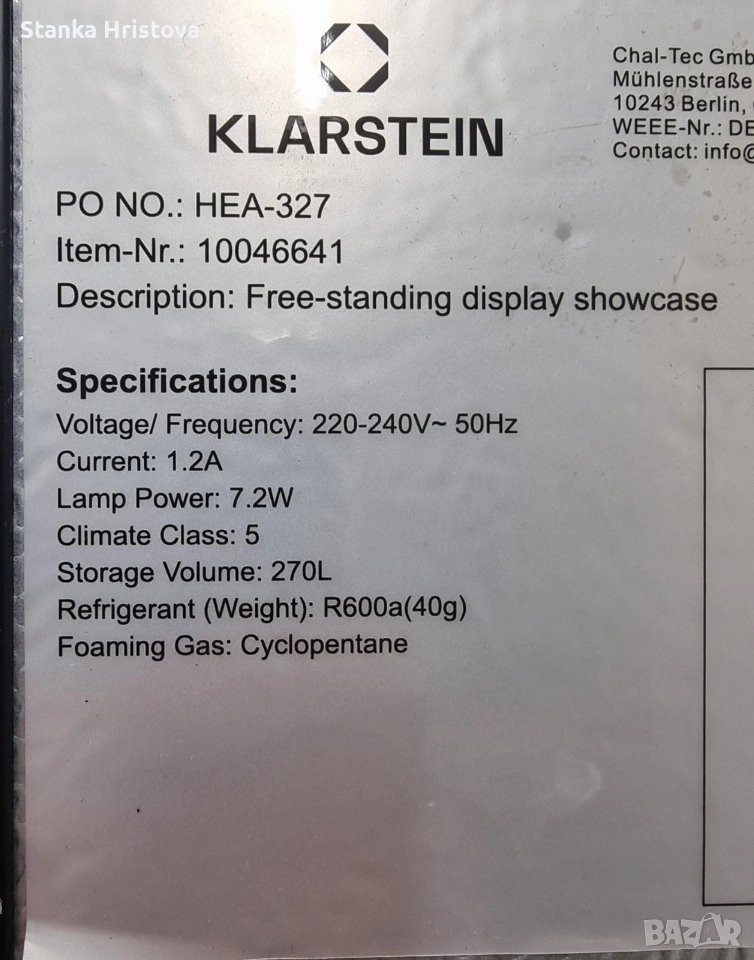 Stanka Hristova
KLARSTEIN
Chal-Tec Gmb
Mühlenstraße
10243 Berlin,
WEEE-Nr.: DE
Contact: info@
PO NO.: HEA-327
Item-Nr.: 10046641
Description: Free-standing display showcase
Specifications:
Voltage/ Frequency: 220-240V~ 50Hz
Current: 1.2A
Lamp Power: 7.2W
Climate Class: 5
Storage Volume: 270L
Refrigerant (Weight): R600a(40g)
Foaming Gas: Cyclopentane
BAZAR